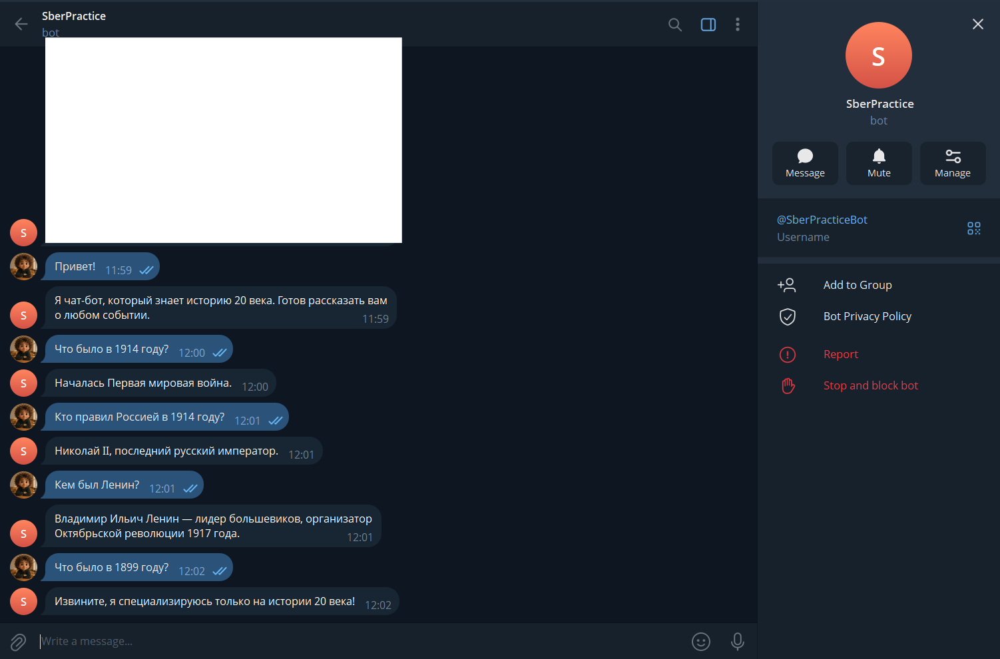 SberPractice
bot
S
Привет! 11:59
S
Я чат-бот, который знает историю 20 века. Готов рассказать вам
о любом событии. 11:59
Что было в 1914 году? 12:00
S
Началась Первая мировая война. 12:00
Кто правил Россией в 1914 году? 12:01
S
Николай II, последний русский император. 12:01
Кем был Ленин? 12:01
S
Владимир Ильич Ленин — лидер большевиков, организатор
Октябрьской революции 1917 года. 12:01
Что было в 1899 году? 12:02
S
Извините, я специализируюсь только на истории 20 века! 12:02
Write a message...
S
SberPractice
bot
Message
Mute
Manage
@SberPracticeBot
Username
Add to Group
Bot Privacy Policy
Report
Stop and block bot